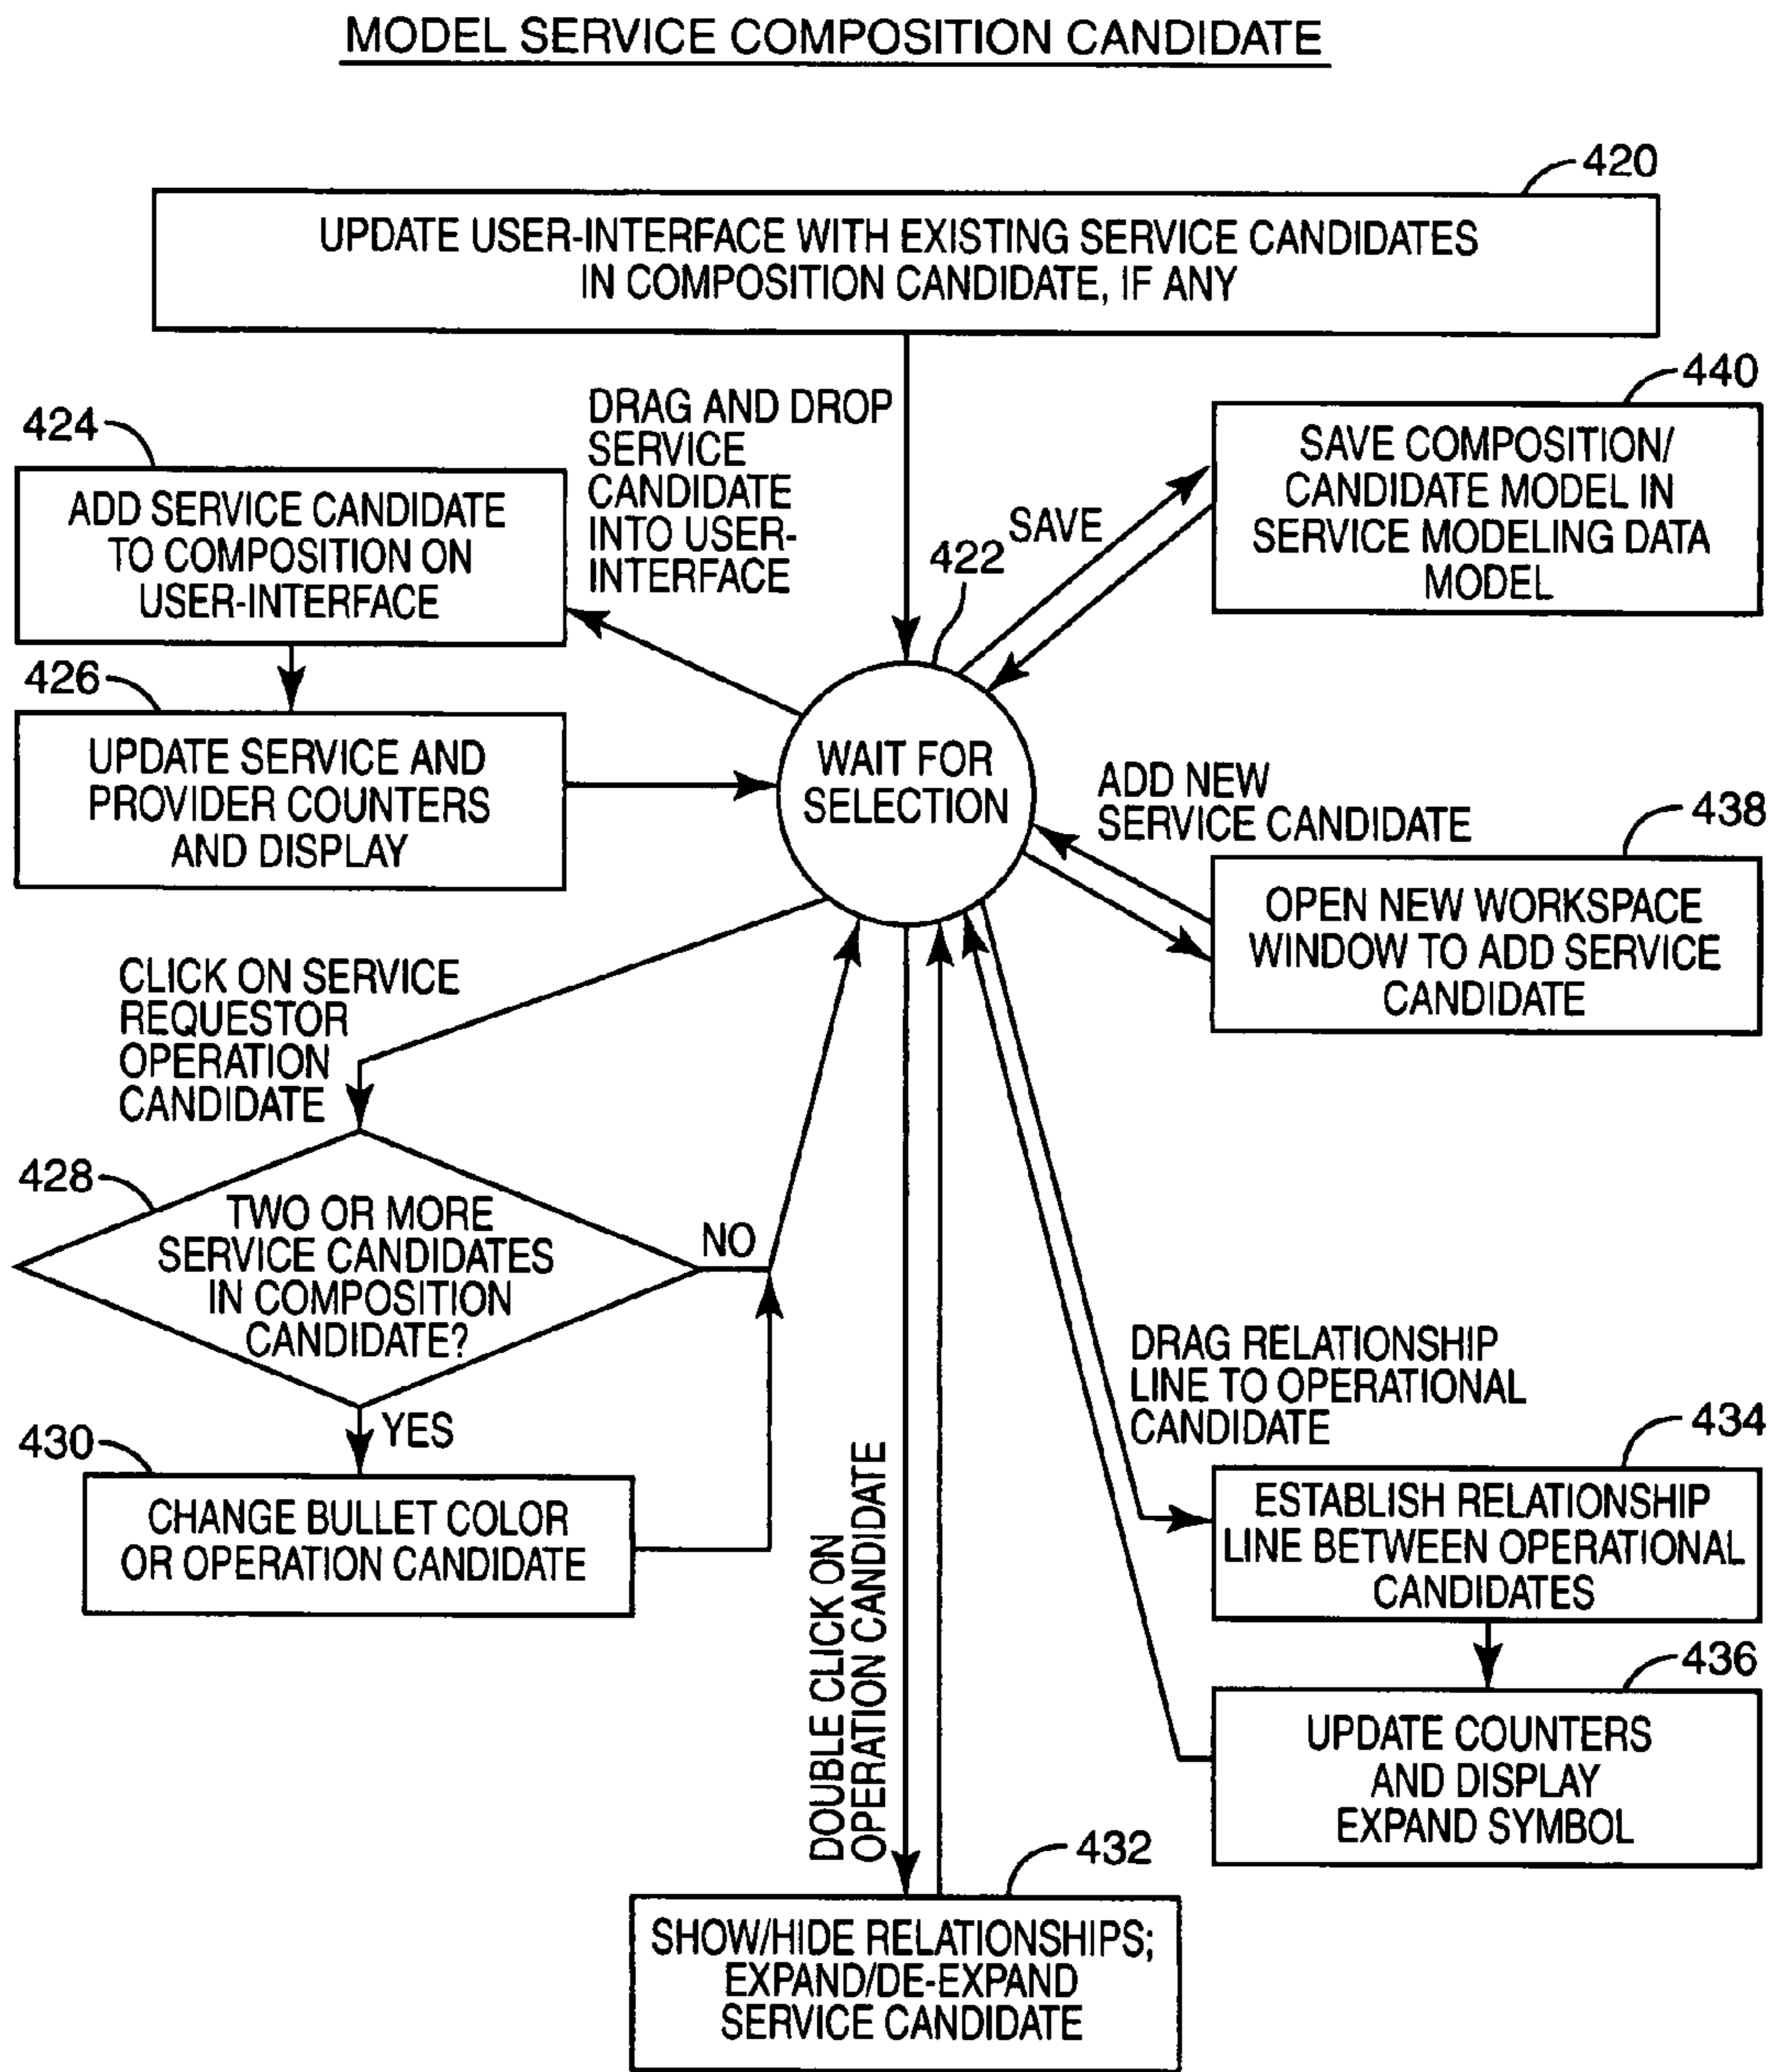 MODEL SERVICE COMPOSITION CANDIDATE
420
UPDATE USER-INTERFACE WITH EXISTING SERVICE CANDIDATES
IN COMPOSITION CANDIDATE, IF ANY
440
SAVE COMPOSITION/
CANDIDATE MODEL IN
SERVICE MODELING DATA
MODEL
DRAG AND DROP
SERVICE
CANDIDATE
INTO USER-
INTERFACE
424
ADD SERVICE CANDIDATE
TO COMPOSITION ON
USER-INTERFACE
SAVE
422
426
UPDATE SERVICE AND
PROVIDER COUNTERS
AND DISPLAY
WAIT FOR
SELECTION
ADD NEW
SERVICE CANDIDATE
438
OPEN NEW WORKSPACE
WINDOW TO ADD SERVICE
CANDIDATE
CLICK ON SERVICE
REQUESTOR
OPERATION
CANDIDATE
428
TWO OR MORE
SERVICE CANDIDATES
IN COMPOSITION
CANDIDATE?
NO
YES
430
CHANGE BULLET COLOR
OR OPERATION CANDIDATE
DRAG RELATIONSHIP
LINE TO OPERATIONAL
CANDIDATE
434
ESTABLISH RELATIONSHIP
LINE BETWEEN OPERATIONAL
CANDIDATES
436
UPDATE COUNTERS
AND DISPLAY
EXPAND SYMBOL
DOUBLE CLICK ON
OPERATION CANDIDATE
432
SHOW/HIDE RELATIONSHIPS;
EXPAND/DE-EXPAND
SERVICE CANDIDATE